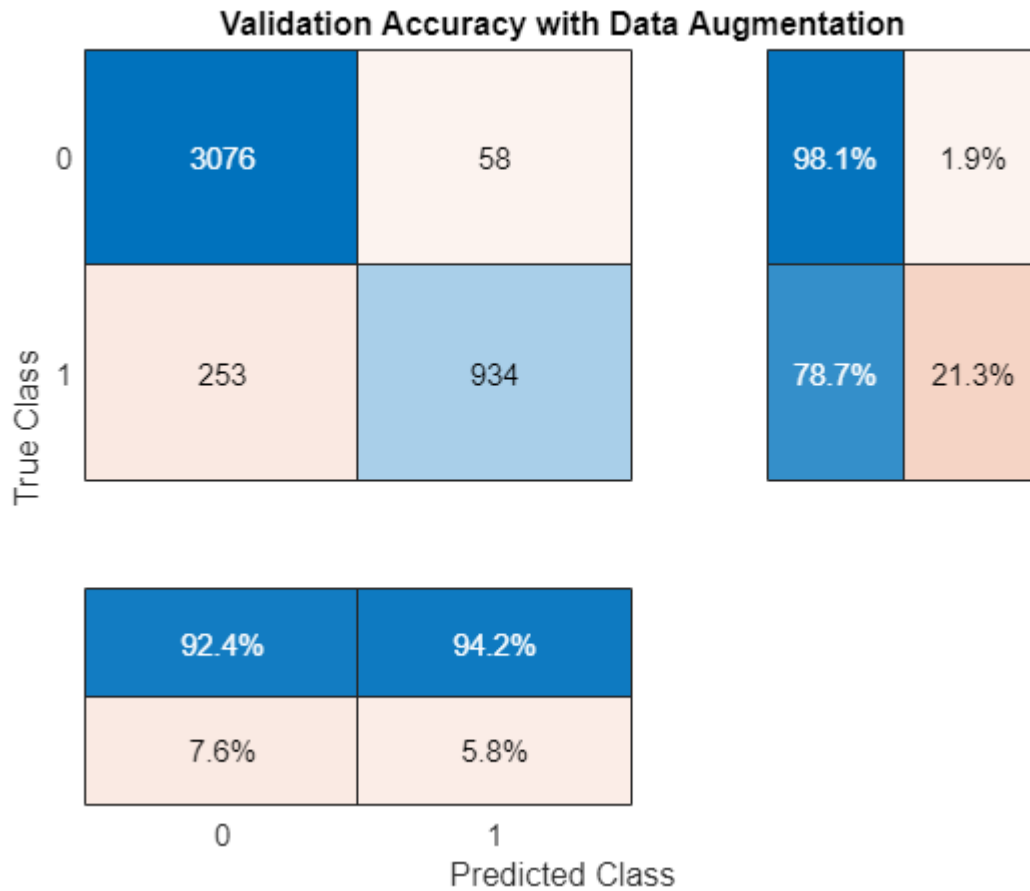 Validation Accuracy with Data Augmentation
0 3076 58 98.1% 1.9%
1 253 934 78.7% 21.3%
True Class
92.4% 94.2%
7.6% 5.8%
0 1
Predicted Class